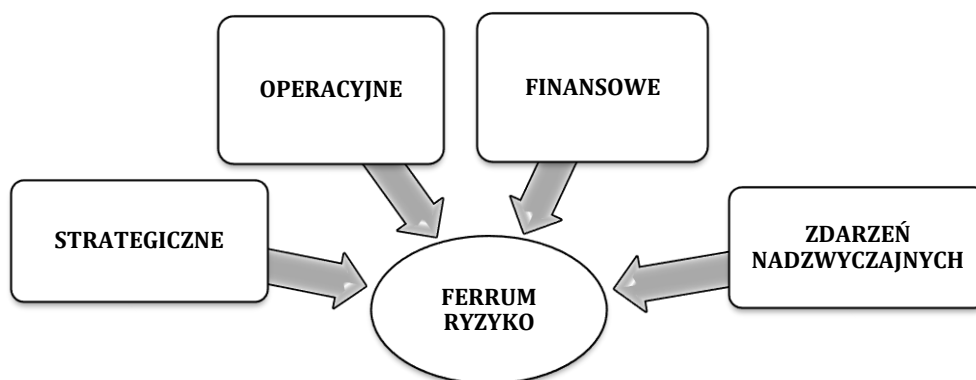 OPERACYJNE
FINANSOWE
STRATEGICZNE
ZDARZEŃ
NADZWYCZAJNYCH
FERRUM
RYZYKO